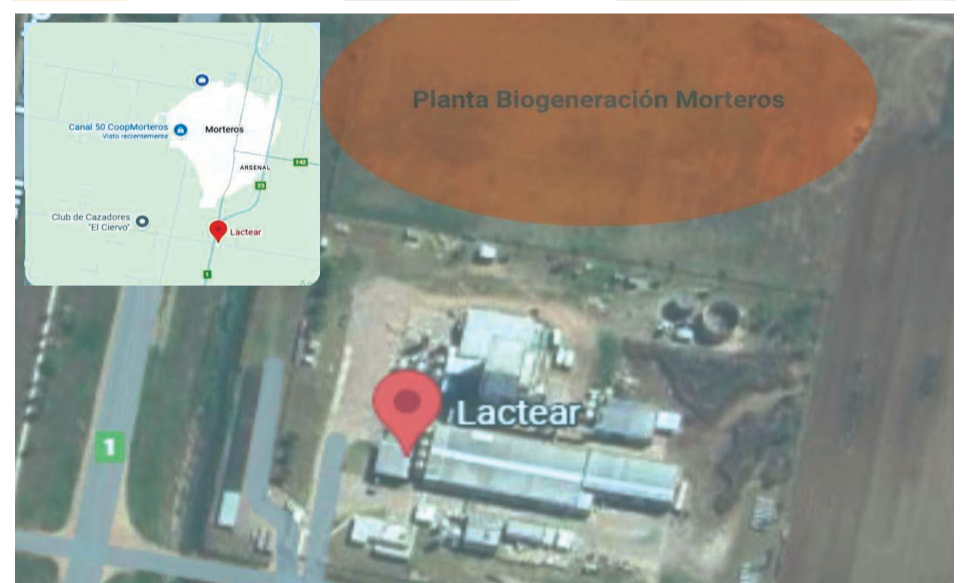 Planta Biogeneración Morteros
Canal 50 CoopMorteros
Visto recientemente
Morteros
ARSENAL
142
23
Club de Cazadores
"El Ciervo"
Lactear
1
Lactear
1